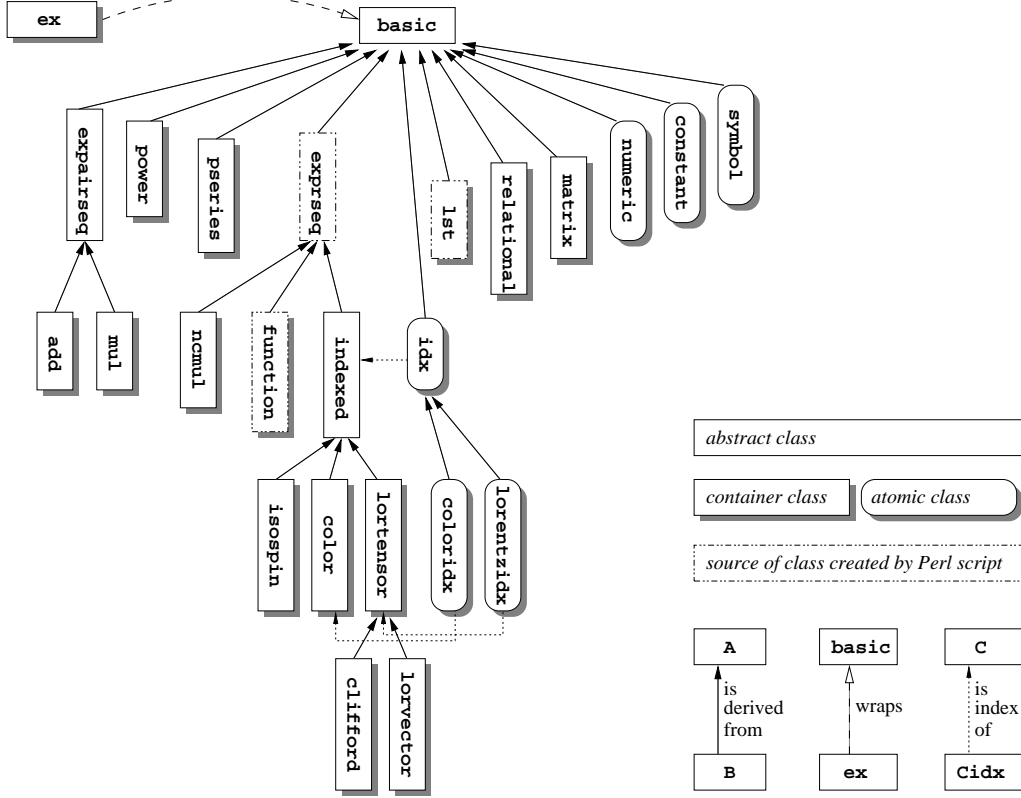 ex
basic
expairseq
power
pseries
exprseq
lst
relational
matrix
numeric
constant
symbol
add
mul
ncmul
function
indexed
idx
isospin
color
lortensor
coloridx
lorentzidx
clifford
lorvector
abstract class
container class
atomic class
source of class created by Perl script
A
is
derived
from
B
basic
wraps
ex
C
is
index
of
Cidx